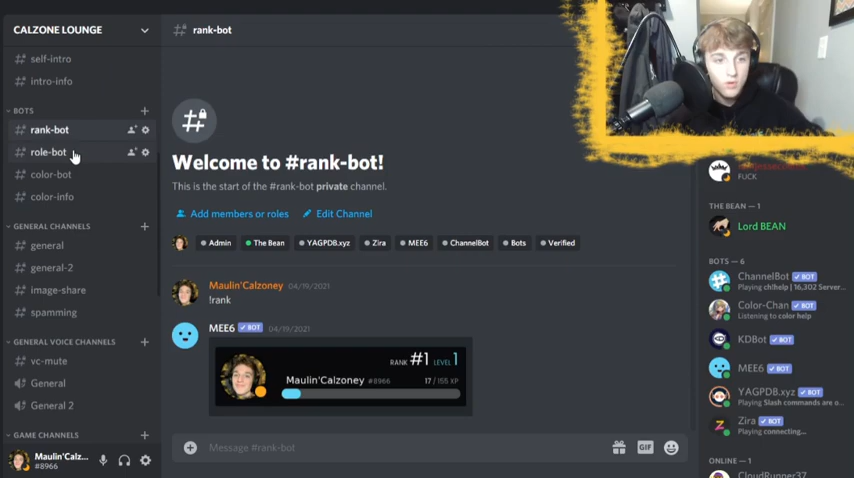 CALZONE LOUNGE
self-intro
intro-info
BOTS
rank-bot
role-bot
color-bot
color-info
GENERAL CHANNELS
general
general-2
image-share
spamming
GENERAL VOICE CHANNELS
vc-mute
General
General 2
GAME CHANNELS
Maulin'Calz...
#8966
rank-bot
Welcome to #rank-bot!
This is the start of the #rank-bot private channel.
Add members or roles Edit Channel
Admin The Bean YAGPDB.xyz Zira MEE6 ChannelBot Bots Verified
Maulin'Calzoney 04/19/2021
!rank
MEE6 BOT 04/19/2021
RANK #1 LEVEL 1
Maulin'Calzoney #8966 17 / 155 XP
Message #rank-bot
GIF
FUCK
THE BEAN — 1
Lord BEAN
BOTS — 6
ChannelBot BOT
Playing ch!help | 16,302 Server...
Color-Chan BOT
Listening to color help
KDBot BOT
MEE6 BOT
YAGPDB.xyz BOT
Playing Slash commands are o...
Zira BOT
Playing connecting...
ONLINE — 1
CloudRunner37